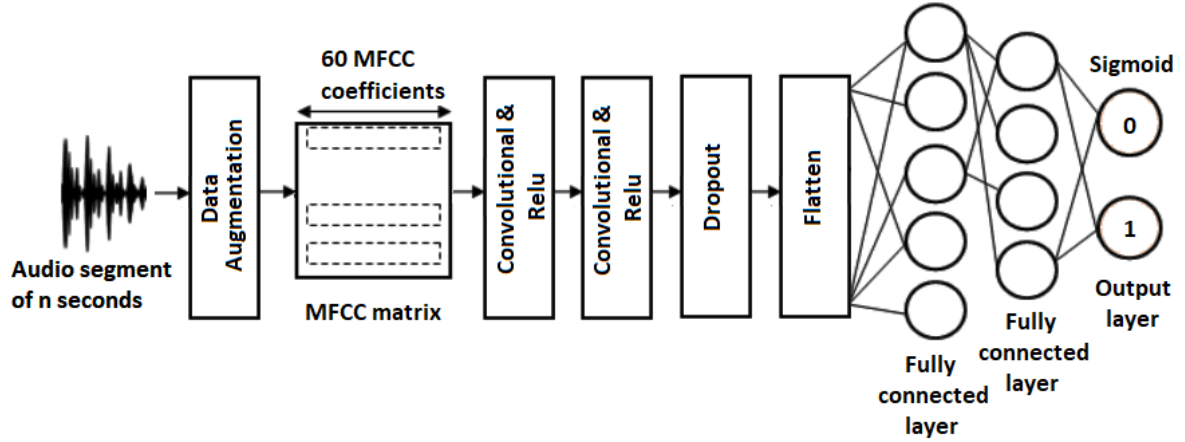 Audio segment
of n seconds
Data
Augmentation
60 MFCC
coefficients
MFCC matrix
Convolutional &
Relu
Convolutional &
Relu
Dropout
Flatten
Fully
connected
layer
Fully
connected
layer
Sigmoid
0
1
Output
layer